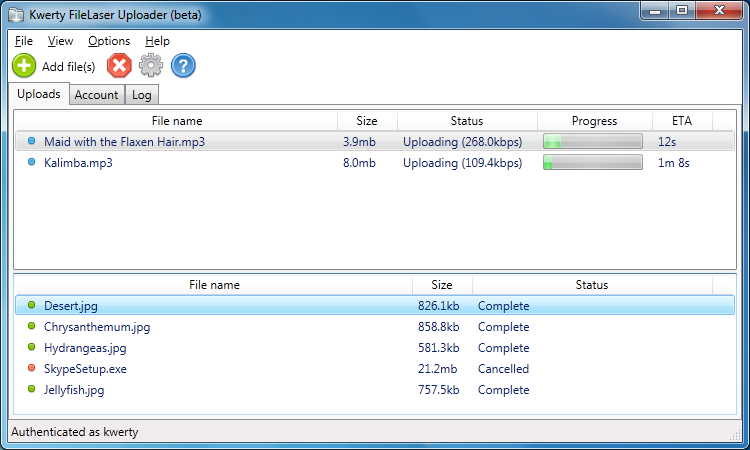 Kwerty FileLaser Uploader (beta)
File View Options Help
Add file(s) ?
Uploads Account Log
File name Size Status Progress ETA
Maid with the Flaxen Hair.mp3 3.9mb Uploading (268.0kbps) 12s
Kalimba.mp3 8.0mb Uploading (109.4kbps) 1m 8s
File name Size Status
Desert.jpg 826.1kb Complete
Chrysanthemum.jpg 858.8kb Complete
Hydrangeas.jpg 581.3kb Complete
SkypeSetup.exe 21.2mb Cancelled
Jellyfish.jpg 757.5kb Complete
Authenticated as kwerty